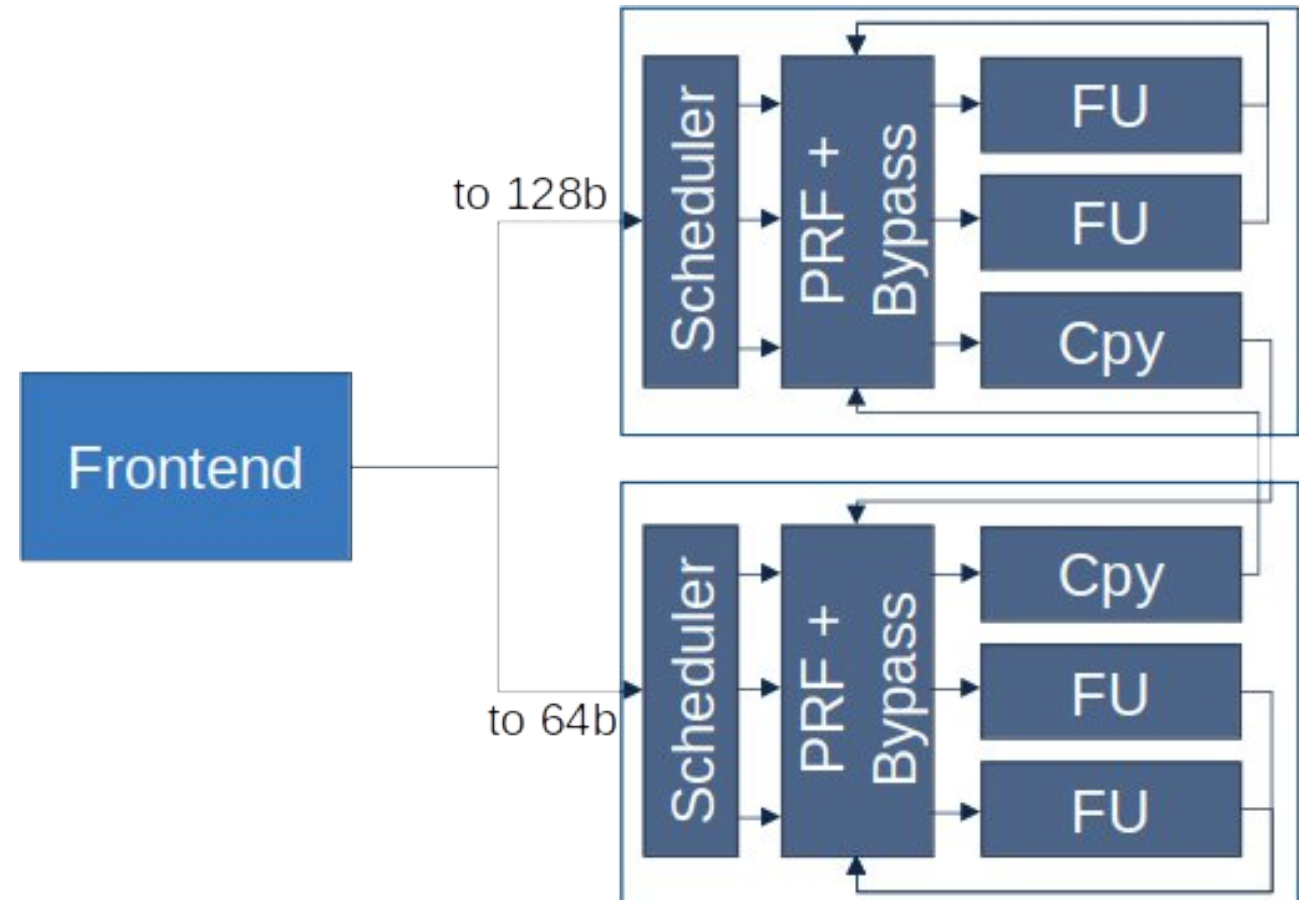 Frontend
to 128b
Scheduler
PRF +
Bypass
FU
FU
Cpy
to 64b
Scheduler
PRF +
Bypass
Cpy
FU
FU